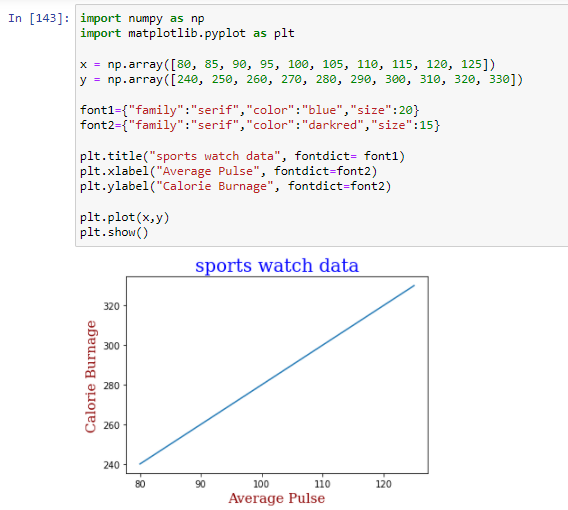 In [143]: import numpy as np
import matplotlib.pyplot as plt
x = np.array([80, 85, 90, 95, 100, 105, 110, 115, 120, 125])
y = np.array([240, 250, 260, 270, 280, 290, 300, 310, 320, 330])
font1={"family":"serif","color":"blue","size":20}
font2={"family":"serif","color":"darkred","size":15}
plt.title("sports watch data", fontdict= font1)
plt.xlabel("Average Pulse", fontdict=font2)
plt.ylabel("Calorie Burnage", fontdict=font2)
plt.plot(x,y)
plt.show()
sports watch data
Calorie Burnage
320
300
280
260
240
80 90 100 110 120
Average Pulse